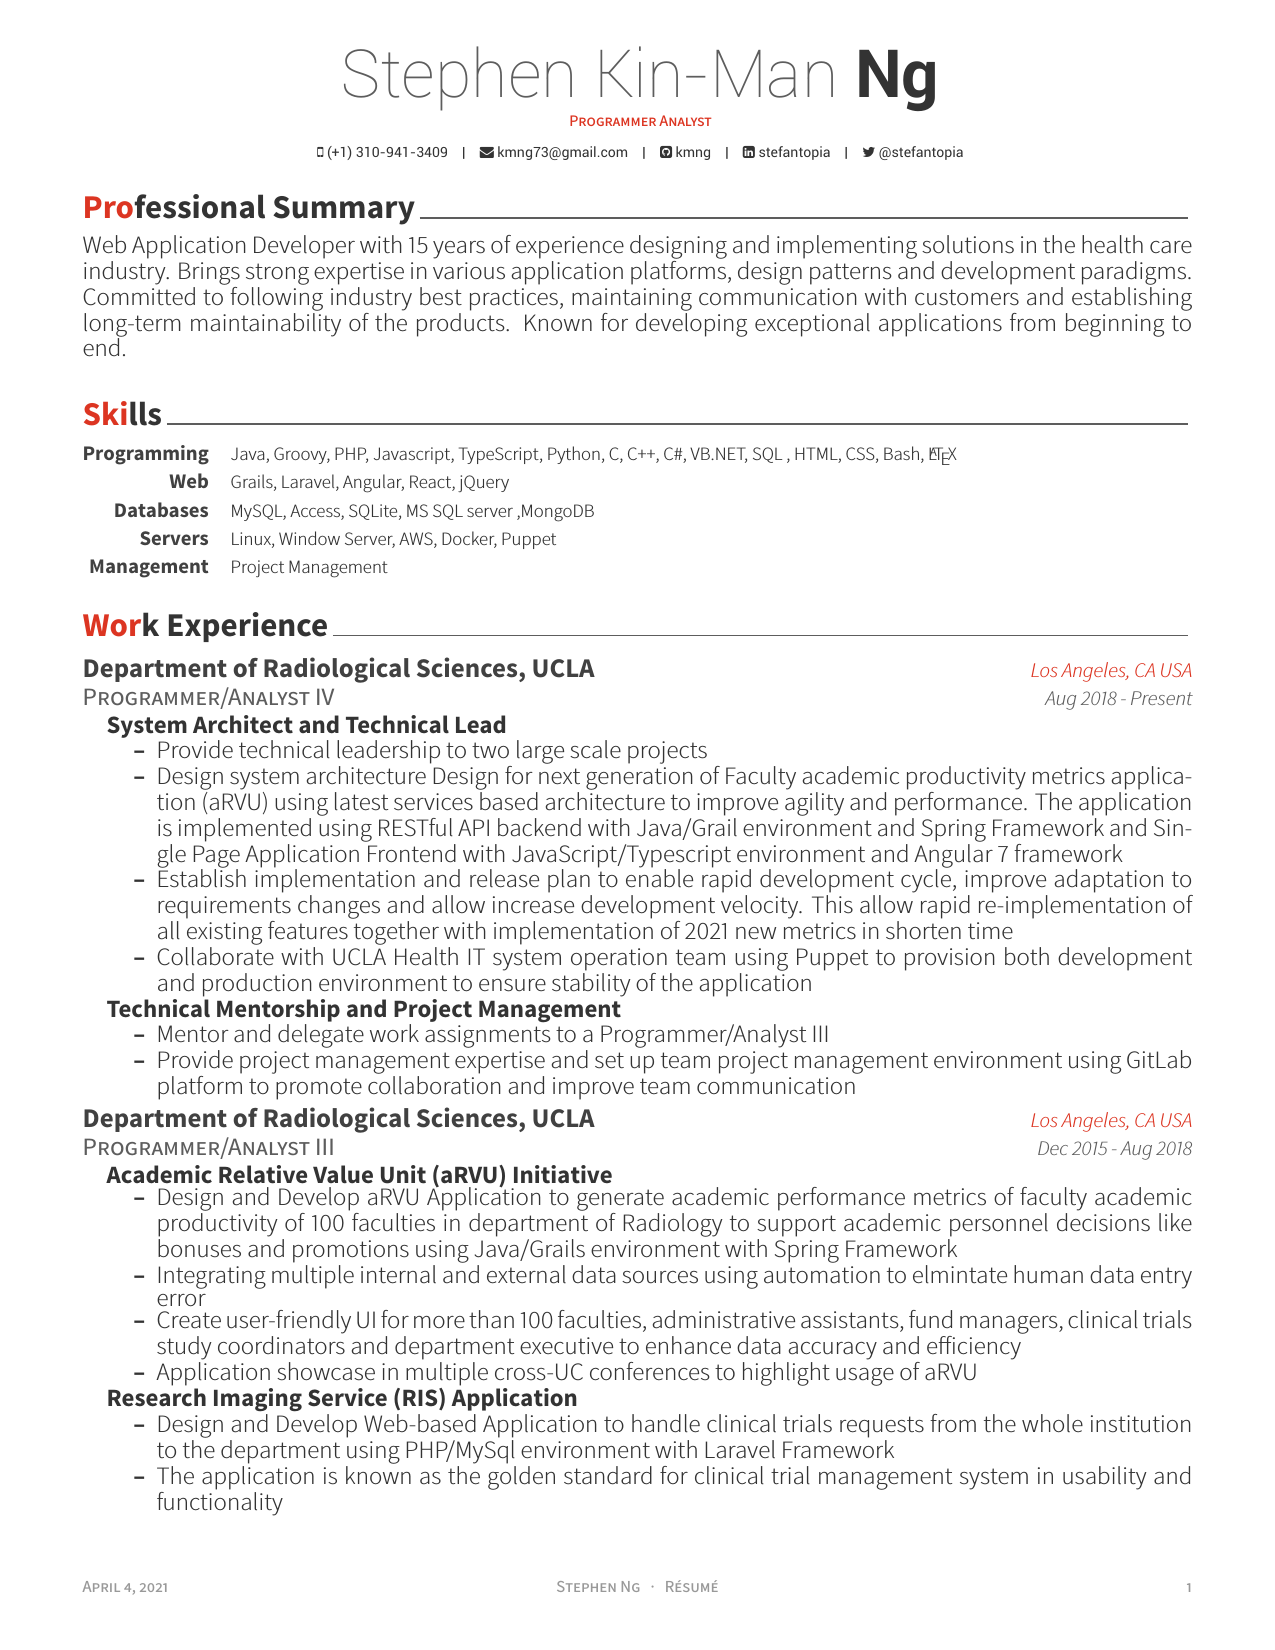 Stephen Kin-Man Ng
Programmer Analyst
(+1) 310-941-3409 | kmng73@gmail.com | kmng | stefantopia | @stefantopia
Professional Summary
Web Application Developer with 15 years of experience designing and implementing solutions in the health care
industry. Brings strong expertise in various application platforms, design patterns and development paradigms.
Committed to following industry best practices, maintaining communication with customers and establishing
long-term maintainability of the products. Known for developing exceptional applications from beginning to
end.
Skills
Programming Java, Groovy, PHP, Javascript, TypeScript, Python, C, C++, C#, VB.NET, SQL , HTML, CSS, Bash, LATEX
Web Grails, Laravel, Angular, React, jQuery
Databases MySQL, Access, SQLite, MS SQL server ,MongoDB
Servers Linux, Window Server, AWS, Docker, Puppet
Management Project Management
Work Experience
Department of Radiological Sciences, UCLA Los Angeles, CA USA
Programmer/Analyst IV Aug 2018 - Present
System Architect and Technical Lead
– Provide technical leadership to two large scale projects
– Design system architecture Design for next generation of Faculty academic productivity metrics applica-
tion (aRVU) using latest services based architecture to improve agility and performance. The application
is implemented using RESTful API backend with Java/Grail environment and Spring Framework and Sin-
gle Page Application Frontend with JavaScript/Typescript environment and Angular 7 framework
– Establish implementation and release plan to enable rapid development cycle, improve adaptation to
requirements changes and allow increase development velocity. This allow rapid re-implementation of
all existing features together with implementation of 2021 new metrics in shorten time
– Collaborate with UCLA Health IT system operation team using Puppet to provision both development
and production environment to ensure stability of the application
Technical Mentorship and Project Management
– Mentor and delegate work assignments to a Programmer/Analyst III
– Provide project management expertise and set up team project management environment using GitLab
platform to promote collaboration and improve team communication
Department of Radiological Sciences, UCLA Los Angeles, CA USA
Programmer/Analyst III Dec 2015 - Aug 2018
Academic Relative Value Unit (aRVU) Initiative
– Design and Develop aRVU Application to generate academic performance metrics of faculty academic
productivity of 100 faculties in department of Radiology to support academic personnel decisions like
bonuses and promotions using Java/Grails environment with Spring Framework
– Integrating multiple internal and external data sources using automation to elmintate human data entry
error
– Create user-friendly UI for more than 100 faculties, administrative assistants, fund managers, clinical trials
study coordinators and department executive to enhance data accuracy and efficiency
– Application showcase in multiple cross-UC conferences to highlight usage of aRVU
Research Imaging Service (RIS) Application
– Design and Develop Web-based Application to handle clinical trials requests from the whole institution
to the department using PHP/MySql environment with Laravel Framework
– The application is known as the golden standard for clinical trial management system in usability and
functionality
April 4, 2021 Stephen Ng · Résumé 1